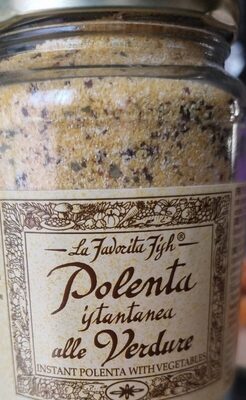 La Favorita Fish®
Polenta
istantanea
alle Verdure
INSTANT POLENTA WITH VEGETABLES